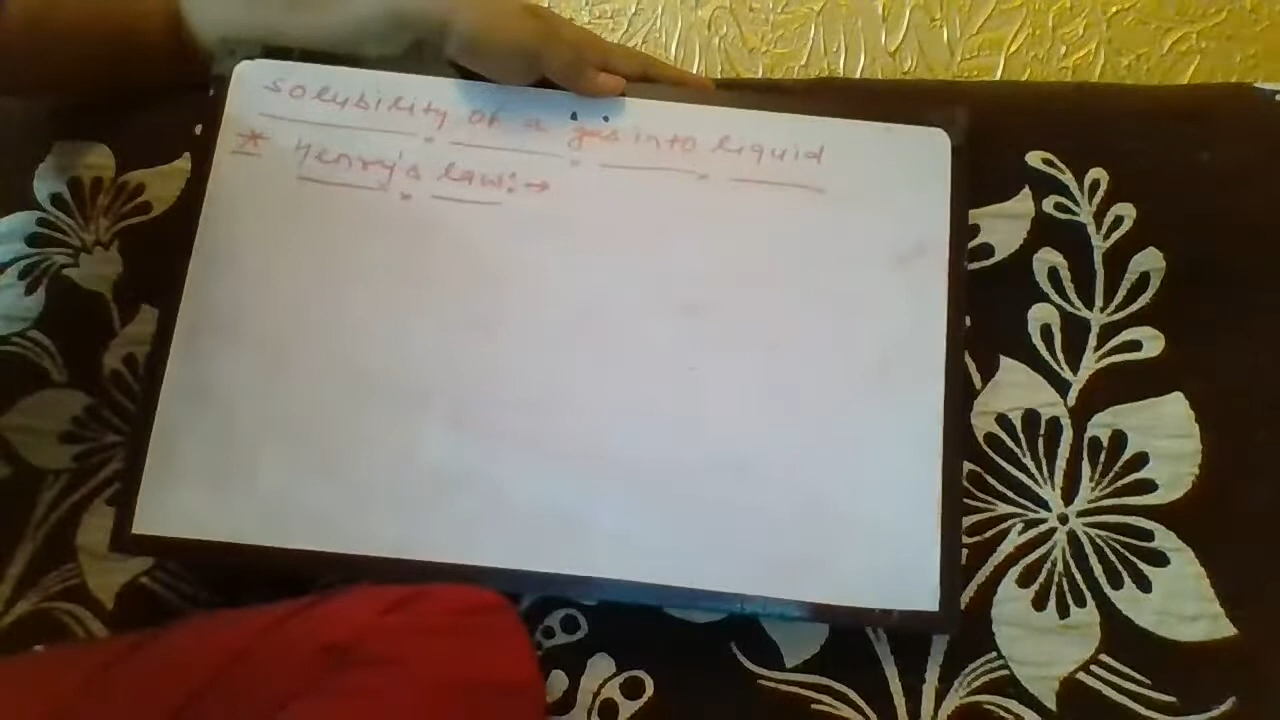 solubility of a gas into liquid
* Henry's law:→